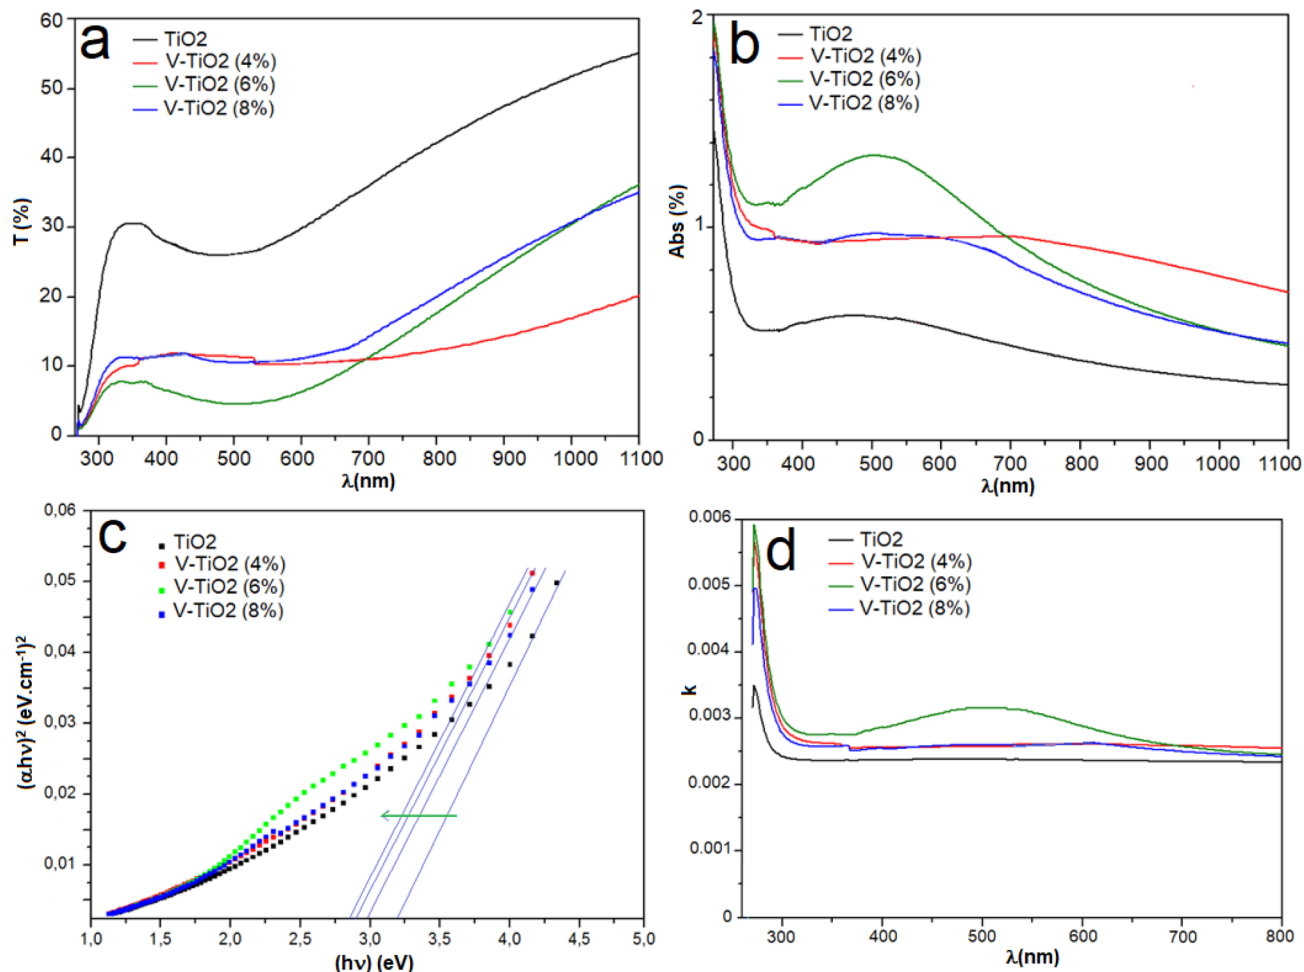 a
TiO2
V-TiO2 (4%)
V-TiO2 (6%)
V-TiO2 (8%)
60
50
40
30
20
10
0
T (%)
300 400 500 600 700 800 900 1000 1100
λ(nm)
b
TiO2
V-TiO2 (4%)
V-TiO2 (6%)
V-TiO2 (8%)
2
1
0
Abs (%)
300 400 500 600 700 800 900 1000 1100
λ(nm)
c
TiO2
V-TiO2 (4%)
V-TiO2 (6%)
V-TiO2 (8%)
0,06
0,05
0,04
0,03
0,02
0,01
(αhν)² (eV.cm⁻¹)²
1,0 1,5 2,0 2,5 3,0 3,5 4,0 4,5 5,0
(hν) (eV)
d
TiO2
V-TiO2 (4%)
V-TiO2 (6%)
V-TiO2 (8%)
0.006
0.005
0.004
0.003
0.002
0.001
0
k
300 400 500 600 700 800
λ(nm)